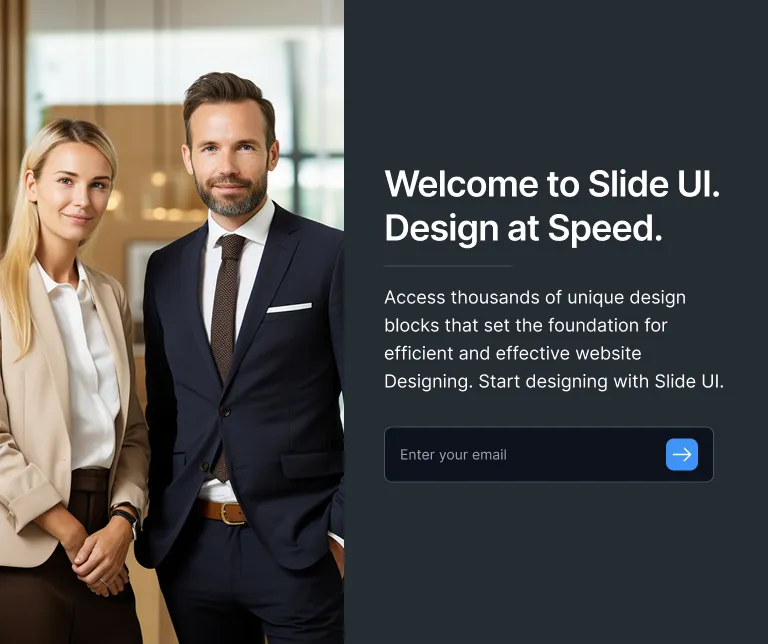 Welcome to Slide UI.
Design at Speed.
Access thousands of unique design
blocks that set the foundation for
efficient and effective website
Designing. Start designing with Slide UI.
Enter your email